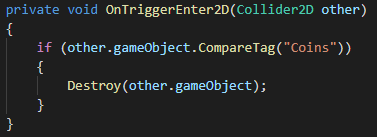 private void OnTriggerEnter2D(Collider2D other)
{
    if (other.gameObject.CompareTag("Coins"))
    {
        Destroy(other.gameObject);
    }
}